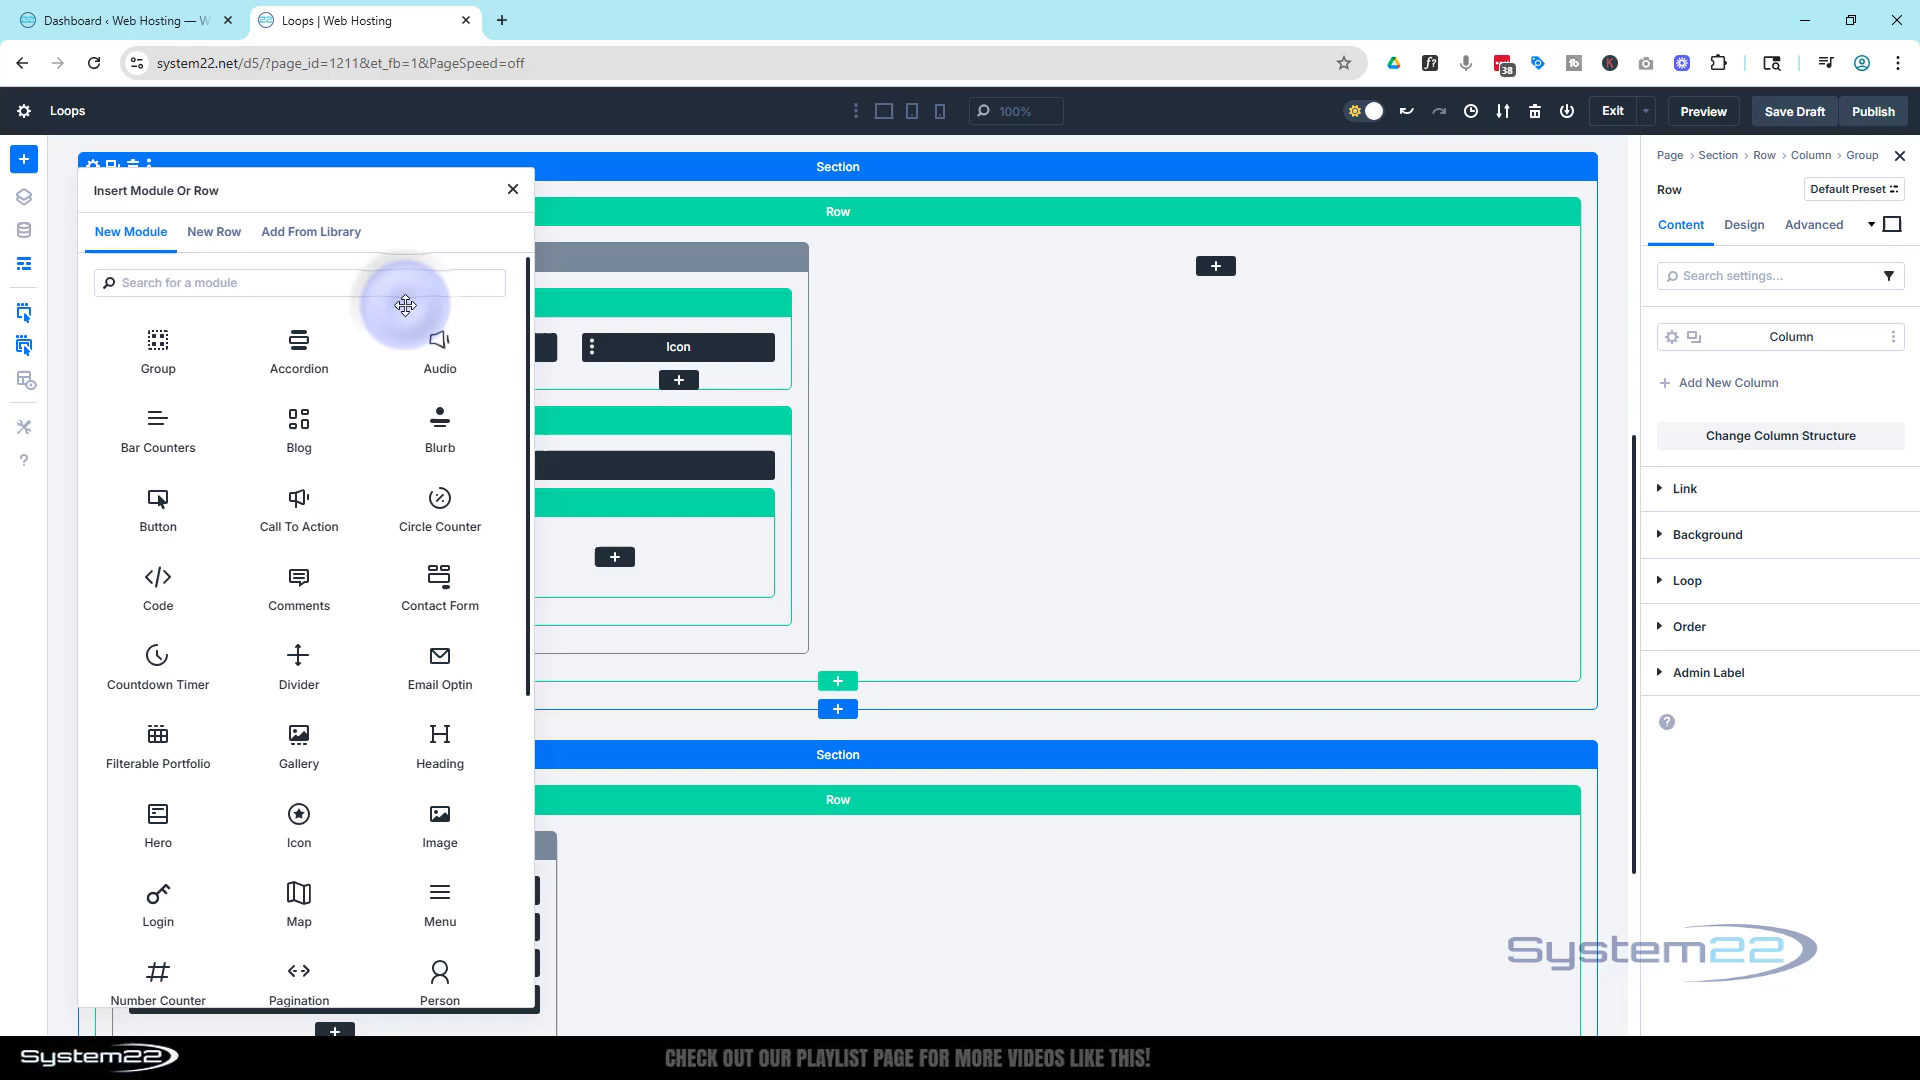 Dashboard ‹ Web Hosting — W
Loops | Web Hosting
system22.net/d5/?page_id=1211&et_fb=1&PageSpeed=off
38
Loops
100%
Exit
Preview
Save Draft
Publish
Section
Insert Module Or Row
New Module
New Row
Add From Library
Search for a module
Group
Accordion
Audio
Bar Counters
Blog
Blurb
Button
Call To Action
Circle Counter
Code
Comments
Contact Form
Countdown Timer
Divider
Email Optin
Filterable Portfolio
Gallery
Heading
Hero
Icon
Image
Login
Map
Menu
Number Counter
Pagination
Person
Row
Icon
Section
Row
Page > Section > Row > Column > Group
Row
Default Preset
Content
Design
Advanced
Search settings...
Column
Add New Column
Change Column Structure
Link
Background
Loop
Order
Admin Label
System22
System22
CHECK OUT OUR PLAYLIST PAGE FOR MORE VIDEOS LIKE THIS!